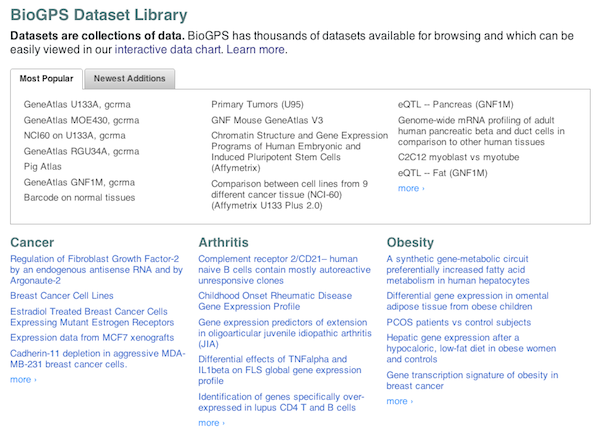 BioGPS Dataset Library
Datasets are collections of data. BioGPS has thousands of datasets available for browsing and which can be
easily viewed in our interactive data chart. Learn more.
Most Popular
Newest Additions
GeneAtlas U133A, gcrma
GeneAtlas MOE430, gcrma
NCI60 on U133A, gcrma
GeneAtlas RGU34A, gcrma
Pig Atlas
GeneAtlas GNF1M, gcrma
Barcode on normal tissues
Primary Tumors (U95)
GNF Mouse GeneAtlas V3
Chromatin Structure and Gene Expression
Programs of Human Embryonic and
Induced Pluripotent Stem Cells
(Affymetrix)
Comparison between cell lines from 9
different cancer tissue (NCI-60)
(Affymetrix U133 Plus 2.0)
eQTL -- Pancreas (GNF1M)
Genome-wide mRNA profiling of adult
human pancreatic beta and duct cells in
comparison to other human tissues
C2C12 myoblast vs myotube
eQTL -- Fat (GNF1M)
more ›
Cancer
Regulation of Fibroblast Growth Factor-2
by an endogenous antisense RNA and by
Argonaute-2
Breast Cancer Cell Lines
Estradiol Treated Breast Cancer Cells
Expressing Mutant Estrogen Receptors
Expression data from MCF7 xenografts
Cadherin-11 depletion in aggressive MDA-
MB-231 breast cancer cells.
more ›
Arthritis
Complement receptor 2/CD21– human
naive B cells contain mostly autoreactive
unresponsive clones
Childhood Onset Rheumatic Disease
Gene Expression Profile
Gene expression predictors of extension
in oligoarticular juvenile idiopathic arthritis
(JIA)
Differential effects of TNFalpha and
IL1beta on FLS global gene expression
profile
Identification of genes specifically over-
expressed in lupus CD4 T and B cells
more ›
Obesity
A synthetic gene-metabolic circuit
preferentially increased fatty acid
metabolism in human hepatocytes
Differential gene expression in omental
adipose tissue from obese children
PCOS patients vs control subjects
Hepatic gene expression after a
hypocaloric, low-fat diet in obese women
and controls
Gene transcription signature of obesity in
breast cancer
more ›